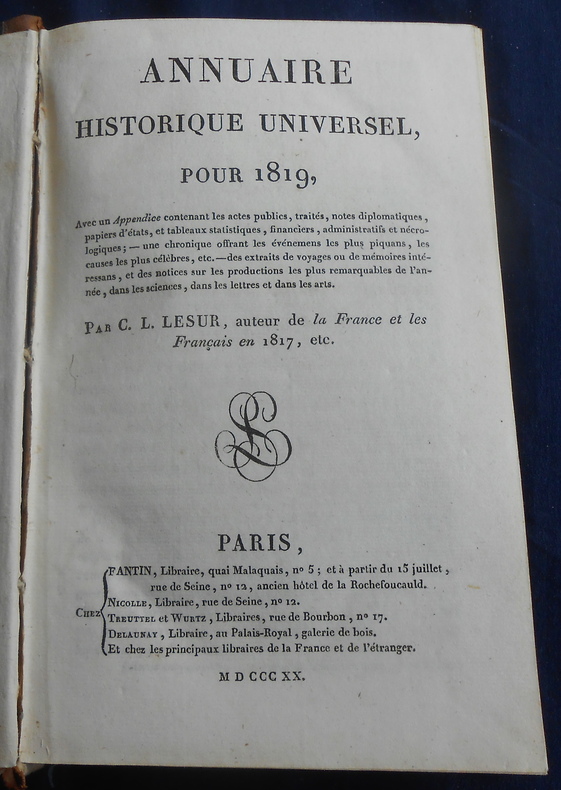 ANNUAIRE
HISTORIQUE UNIVERSEL,
POUR 1819,
Avec un Appendice contenant les actes publics, traités, notes diplomatiques,
papiers d'états, et tableaux statistiques, financiers, administratifs et nécro-
logiques; — une chronique offrant les événemens les plus piquans, les
causes les plus célèbres, etc. — des extraits de voyages ou de mémoires inté-
ressans, et des notices sur les productions les plus remarquables de l'an-
née, dans les sciences, dans les lettres et dans les arts.
PAR C. L. LESUR, auteur de la France et les
Français en 1817, etc.
PARIS,
FANTIN, Libraire, quai Malaquais, nº 5; et à partir du 15 juillet,
rue de Seine, nº 12, ancien hôtel de la Rochefoucauld.
NICOLLE, Libraire, rue de Seine, nº 12.
CHEZ TREUTTEL et WURTZ, Libraires, rue de Bourbon, nº 17.
DELAUNAY, Libraire, au Palais-Royal, galerie de bois.
Et chez les principaux libraires de la France et de l'étranger.
M D CCC XX.